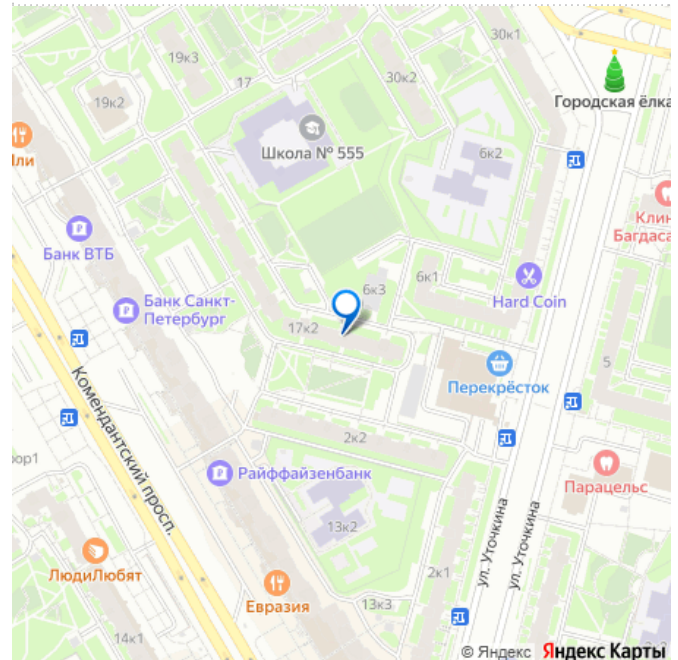 30к1
19к3
17
30к2
19к2
Городская ёлка
Школа № 555
6к2
Или
Клин
Багдаса
Банк ВТБ
6к3
6к1
Hard Coin
Банк Санкт-
Петербург
17к2
Перекрёсток
5
Комендантский просп.
2к2
Райффайзенбанк
Парацельс
13к2
ул. Уточкина
ул. Уточкина
ЛюдиЛюбят
2к1
Евразия
13к3
14к1
© Яндекс Яндекс Карты